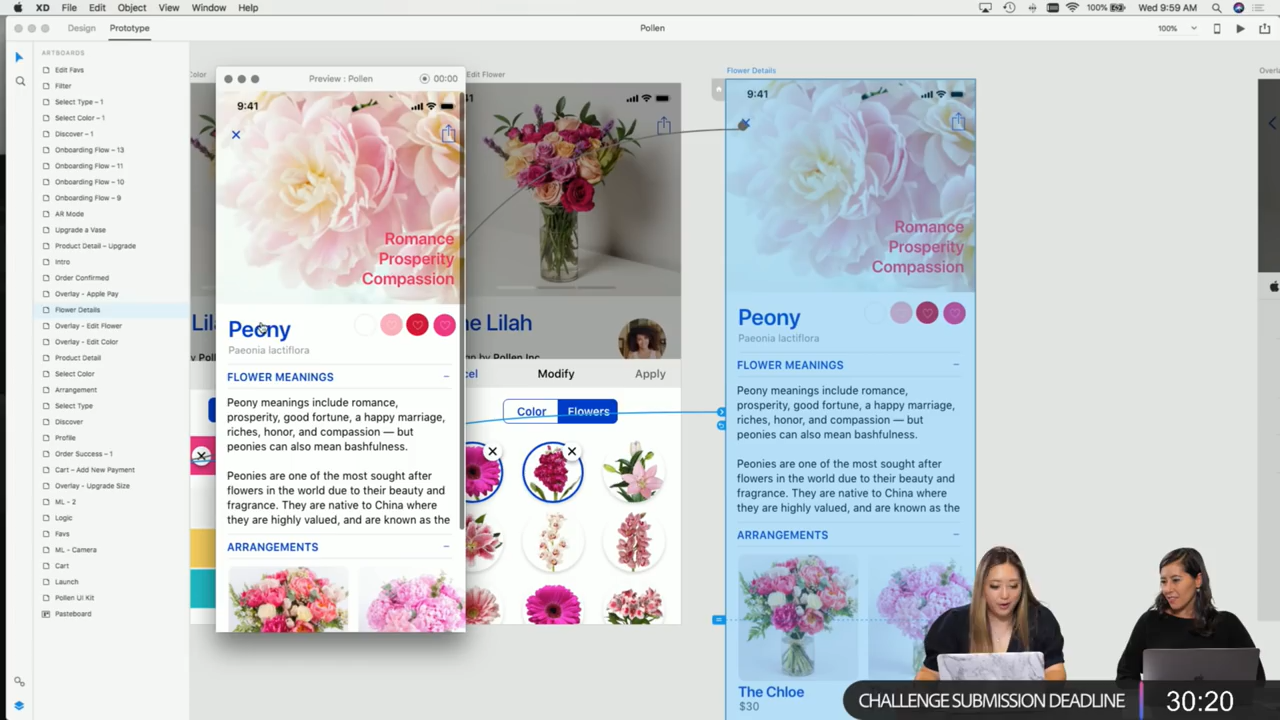 XD File Edit Object View Window Help
100% Wed 9:59 AM
Design Prototype
Pollen
100%
ARTBOARDS
Edit Favs
Filter
Select Type – 1
Select Color – 1
Discover – 1
Onboarding Flow – 13
Onboarding Flow – 11
Onboarding Flow – 10
Onboarding Flow – 9
AR Mode
Upgrade a Vase
Product Detail – Upgrade
Intro
Order Confirmed
Overlay - Apple Pay
Flower Details
Overlay - Edit Flower
Overlay - Edit Color
Product Detail
Select Color
Arrangement
Select Type
Discover
Profile
Order Success – 1
Cart – Add New Payment
Overlay – Upgrade Size
ML - 2
Logic
Favs
ML - Camera
Cart
Launch
Pollen UI Kit
Pasteboard
Color
Preview : Pollen
00:00
9:41
Romance
Prosperity
Compassion
Peony
Paeonia lactiflora
FLOWER MEANINGS
Peony meanings include romance,
prosperity, good fortune, a happy marriage,
riches, honor, and compassion — but
peonies can also mean bashfulness.
Peonies are one of the most sought after
flowers in the world due to their beauty and
fragrance. They are native to China where
they are highly valued, and are known as the
ARRANGEMENTS
Edit Flower
Lil
y Poll
ne Lilah
ign by Pollen Inc
cel Modify Apply
Color Flowers
Flower Details
9:41
Romance
Prosperity
Compassion
Peony
Paeonia lactiflora
FLOWER MEANINGS
Peony meanings include romance,
prosperity, good fortune, a happy marriage,
riches, honor, and compassion — but
peonies can also mean bashfulness.
Peonies are one of the most sought after
flowers in the world due to their beauty and
fragrance. They are native to China where
they are highly valued, and are known as the
ARRANGEMENTS
The Chloe
$30
Overla
CHALLENGE SUBMISSION DEADLINE 30:20